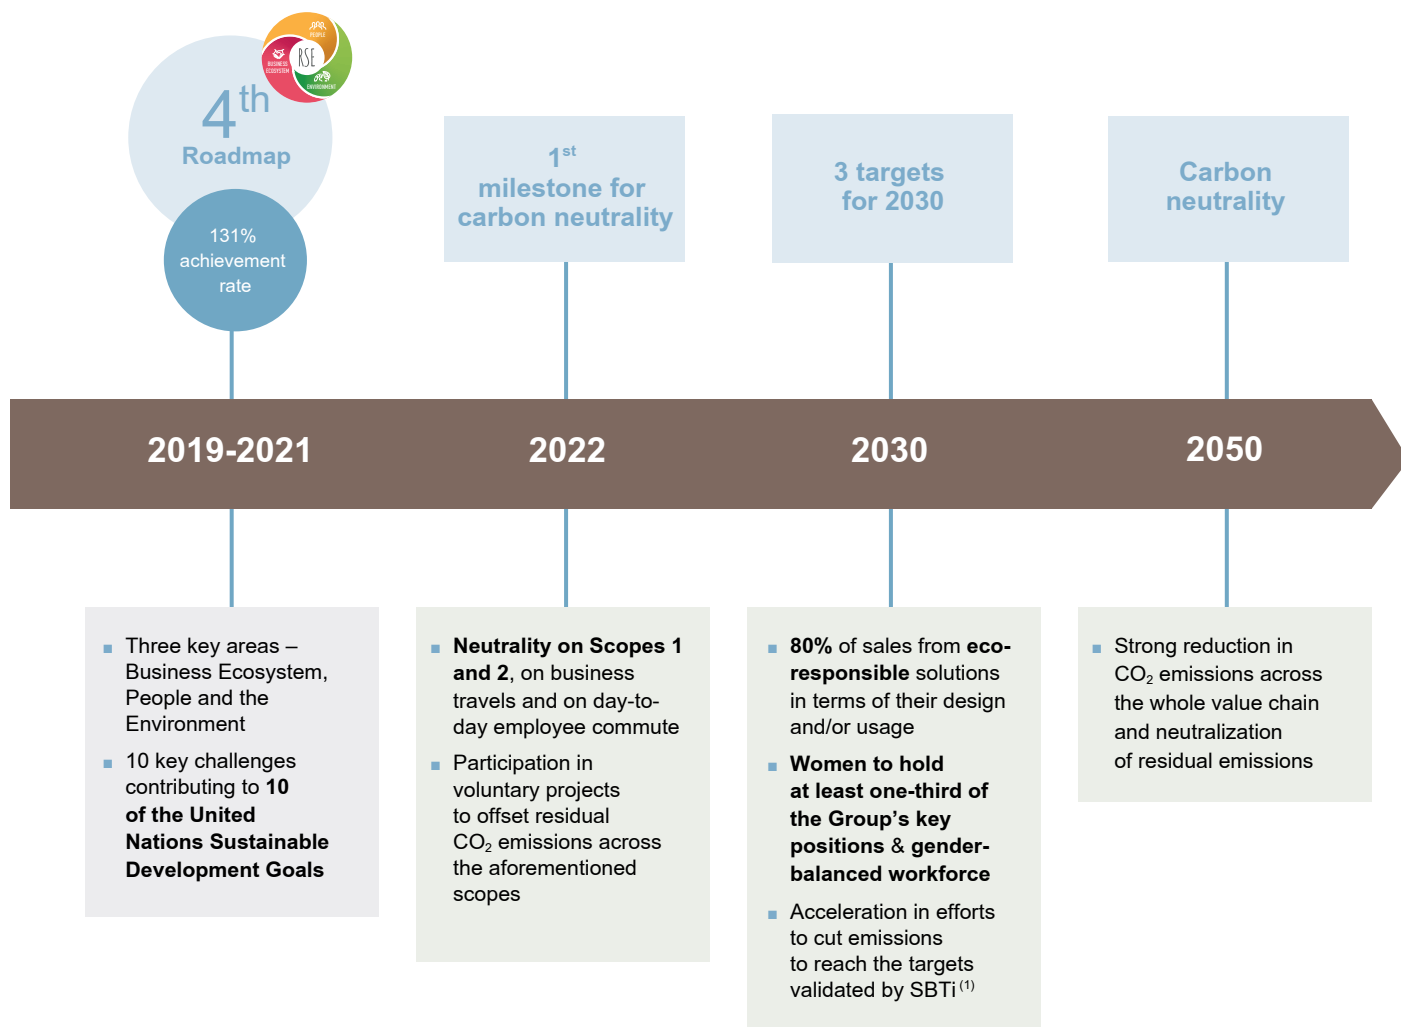 PEOPLE
BUSINESS
ECOSYSTEM
RSE
ENVIRONMENT
4th
Roadmap
131%
achievement
rate
1st
milestone for
carbon neutrality
3 targets
for 2030
Carbon
neutrality
2019-2021
2022
2030
2050
■ Three key areas –
Business Ecosystem,
People and the
Environment
■ 10 key challenges
contributing to 10
of the United
Nations Sustainable
Development Goals
■ Neutrality on Scopes 1
and 2, on business
travels and on day-to-
day employee commute
■ Participation in
voluntary projects
to offset residual
CO2 emissions across
the aforementioned
scopes
■ 80% of sales from eco-
responsible solutions
in terms of their design
and/or usage
■ Women to hold
at least one-third of
the Group’s key
positions & gender-
balanced workforce
■ Acceleration in efforts
to cut emissions
to reach the targets
validated by SBTi (1)
■ Strong reduction in
CO2 emissions across
the whole value chain
and neutralization
of residual emissions